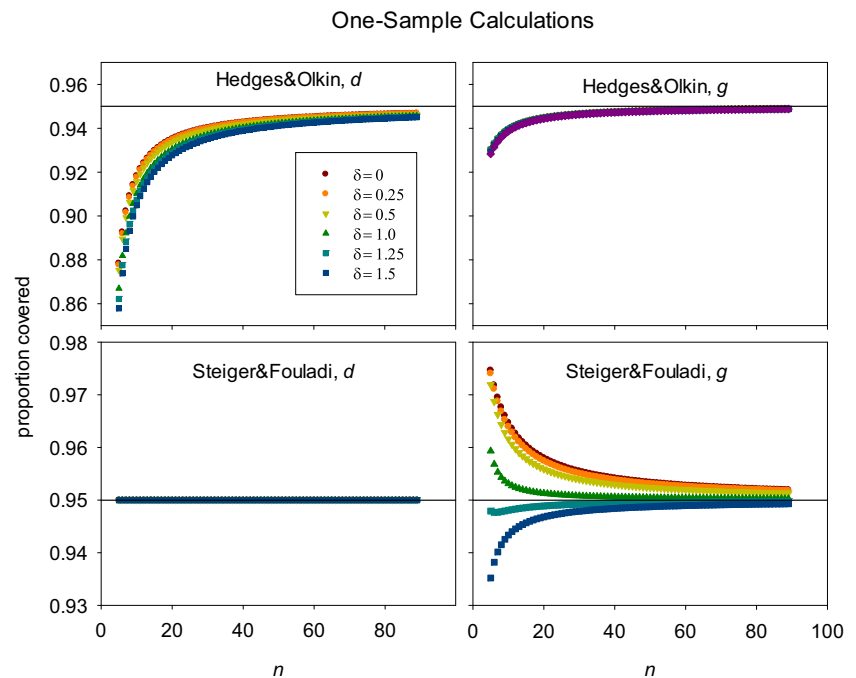 One-Sample Calculations
Hedges&Olkin, d
Hedges&Olkin, g
0.96
0.94
0.92
0.90
0.88
0.86
δ= 0
δ= 0.25
δ= 0.5
δ= 1.0
δ= 1.25
δ= 1.5
proportion covered
Steiger&Fouladi, d
Steiger&Fouladi, g
0.98
0.97
0.96
0.95
0.94
0.93
0 20 40 60 80
0 20 40 60 80 100
n
n